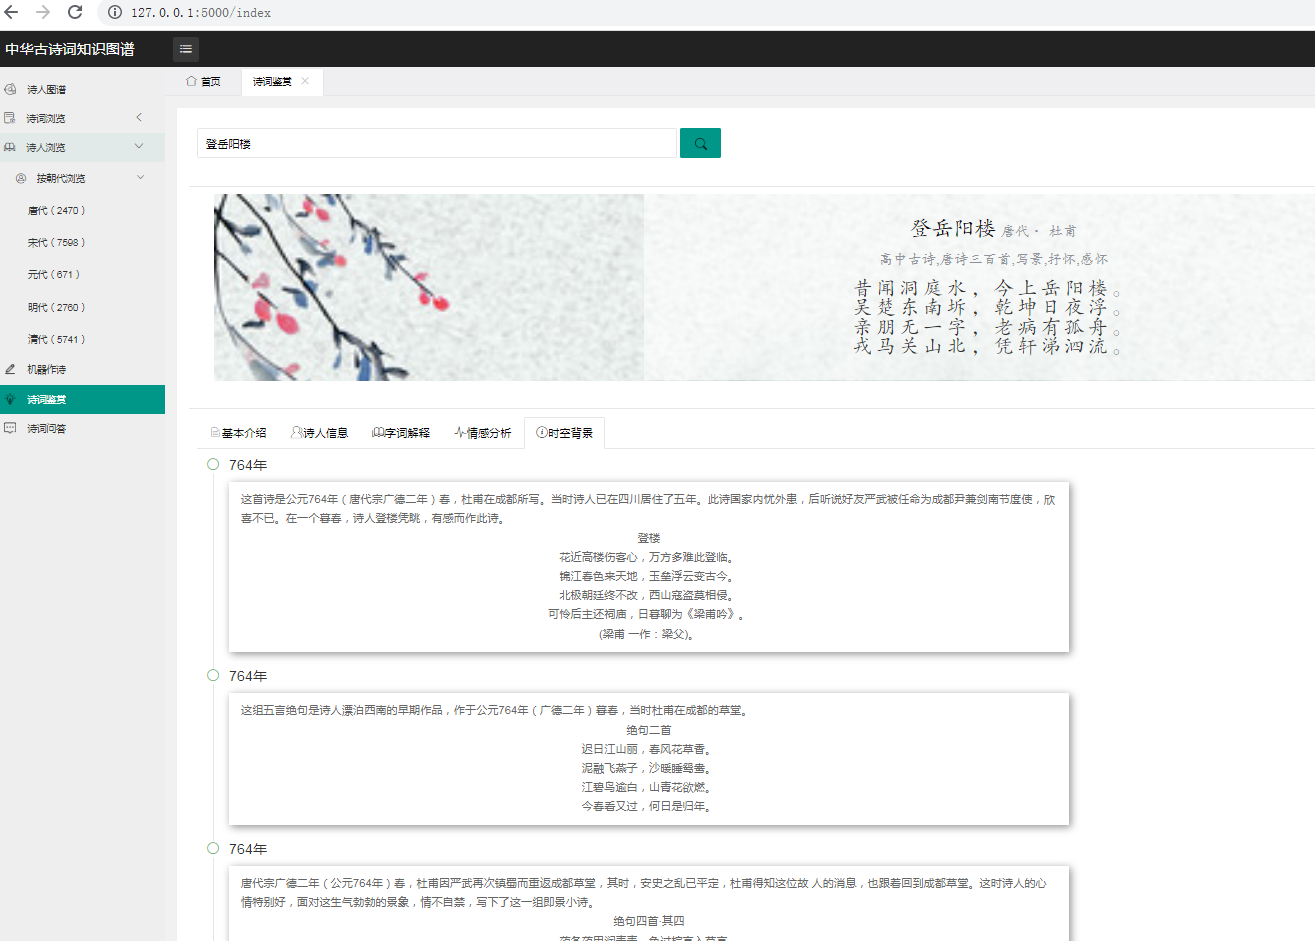 127.0.0.1:5000/index
中华古诗词知识图谱
首页
诗词鉴赏
诗人图谱
诗词浏览
诗人浏览
按朝代浏览
唐代（2470）
宋代（7598）
元代（671）
明代（2760）
清代（5741）
机器作诗
诗词鉴赏
诗词问答
登岳阳楼
登岳阳楼 唐代· 杜甫
高中古诗,唐诗三百首,写景,抒怀,感怀
昔闻洞庭水，今上岳阳楼。
吴楚东南坼，乾坤日夜浮。
亲朋无一字，老病有孤舟。
戎马关山北，凭轩涕泗流。
基本介绍
诗人信息
字词解释
情感分析
时空背景
764年
这首诗是公元764年（唐代宗广德二年）春，杜甫在成都所写。当时诗人已在四川居住了五年。此诗国家内忧外患，后听说好友严武被任命为成都尹兼剑南节度使，欣
喜不已。在一个暮春，诗人登楼凭眺，有感而作此诗。
登楼
花近高楼伤客心，万方多难此登临。
锦江春色来天地，玉垒浮云变古今。
北极朝廷终不改，西山寇盗莫相侵。
可怜后主还祠庙，日暮聊为《梁甫吟》。
(梁甫 一作：梁父)。
764年
这组五言绝句是诗人漂泊西南的早期作品，作于公元764年（广德二年）暮春，当时杜甫在成都的草堂。
绝句二首
迟日江山丽，春风花草香。
泥融飞燕子，沙暖睡鸳鸯。
江碧鸟逾白，山青花欲燃。
今春看又过，何日是归年。
764年
唐代宗广德二年（公元764年）春，杜甫因严武再次镇蜀而重返成都草堂，其时，安史之乱已平定，杜甫得知这位故 人的消息，也跟着回到成都草堂。这时诗人的心
情特别好，面对这生气勃勃的景象，情不自禁，写下了这一组即景小诗。
绝句四首·其四